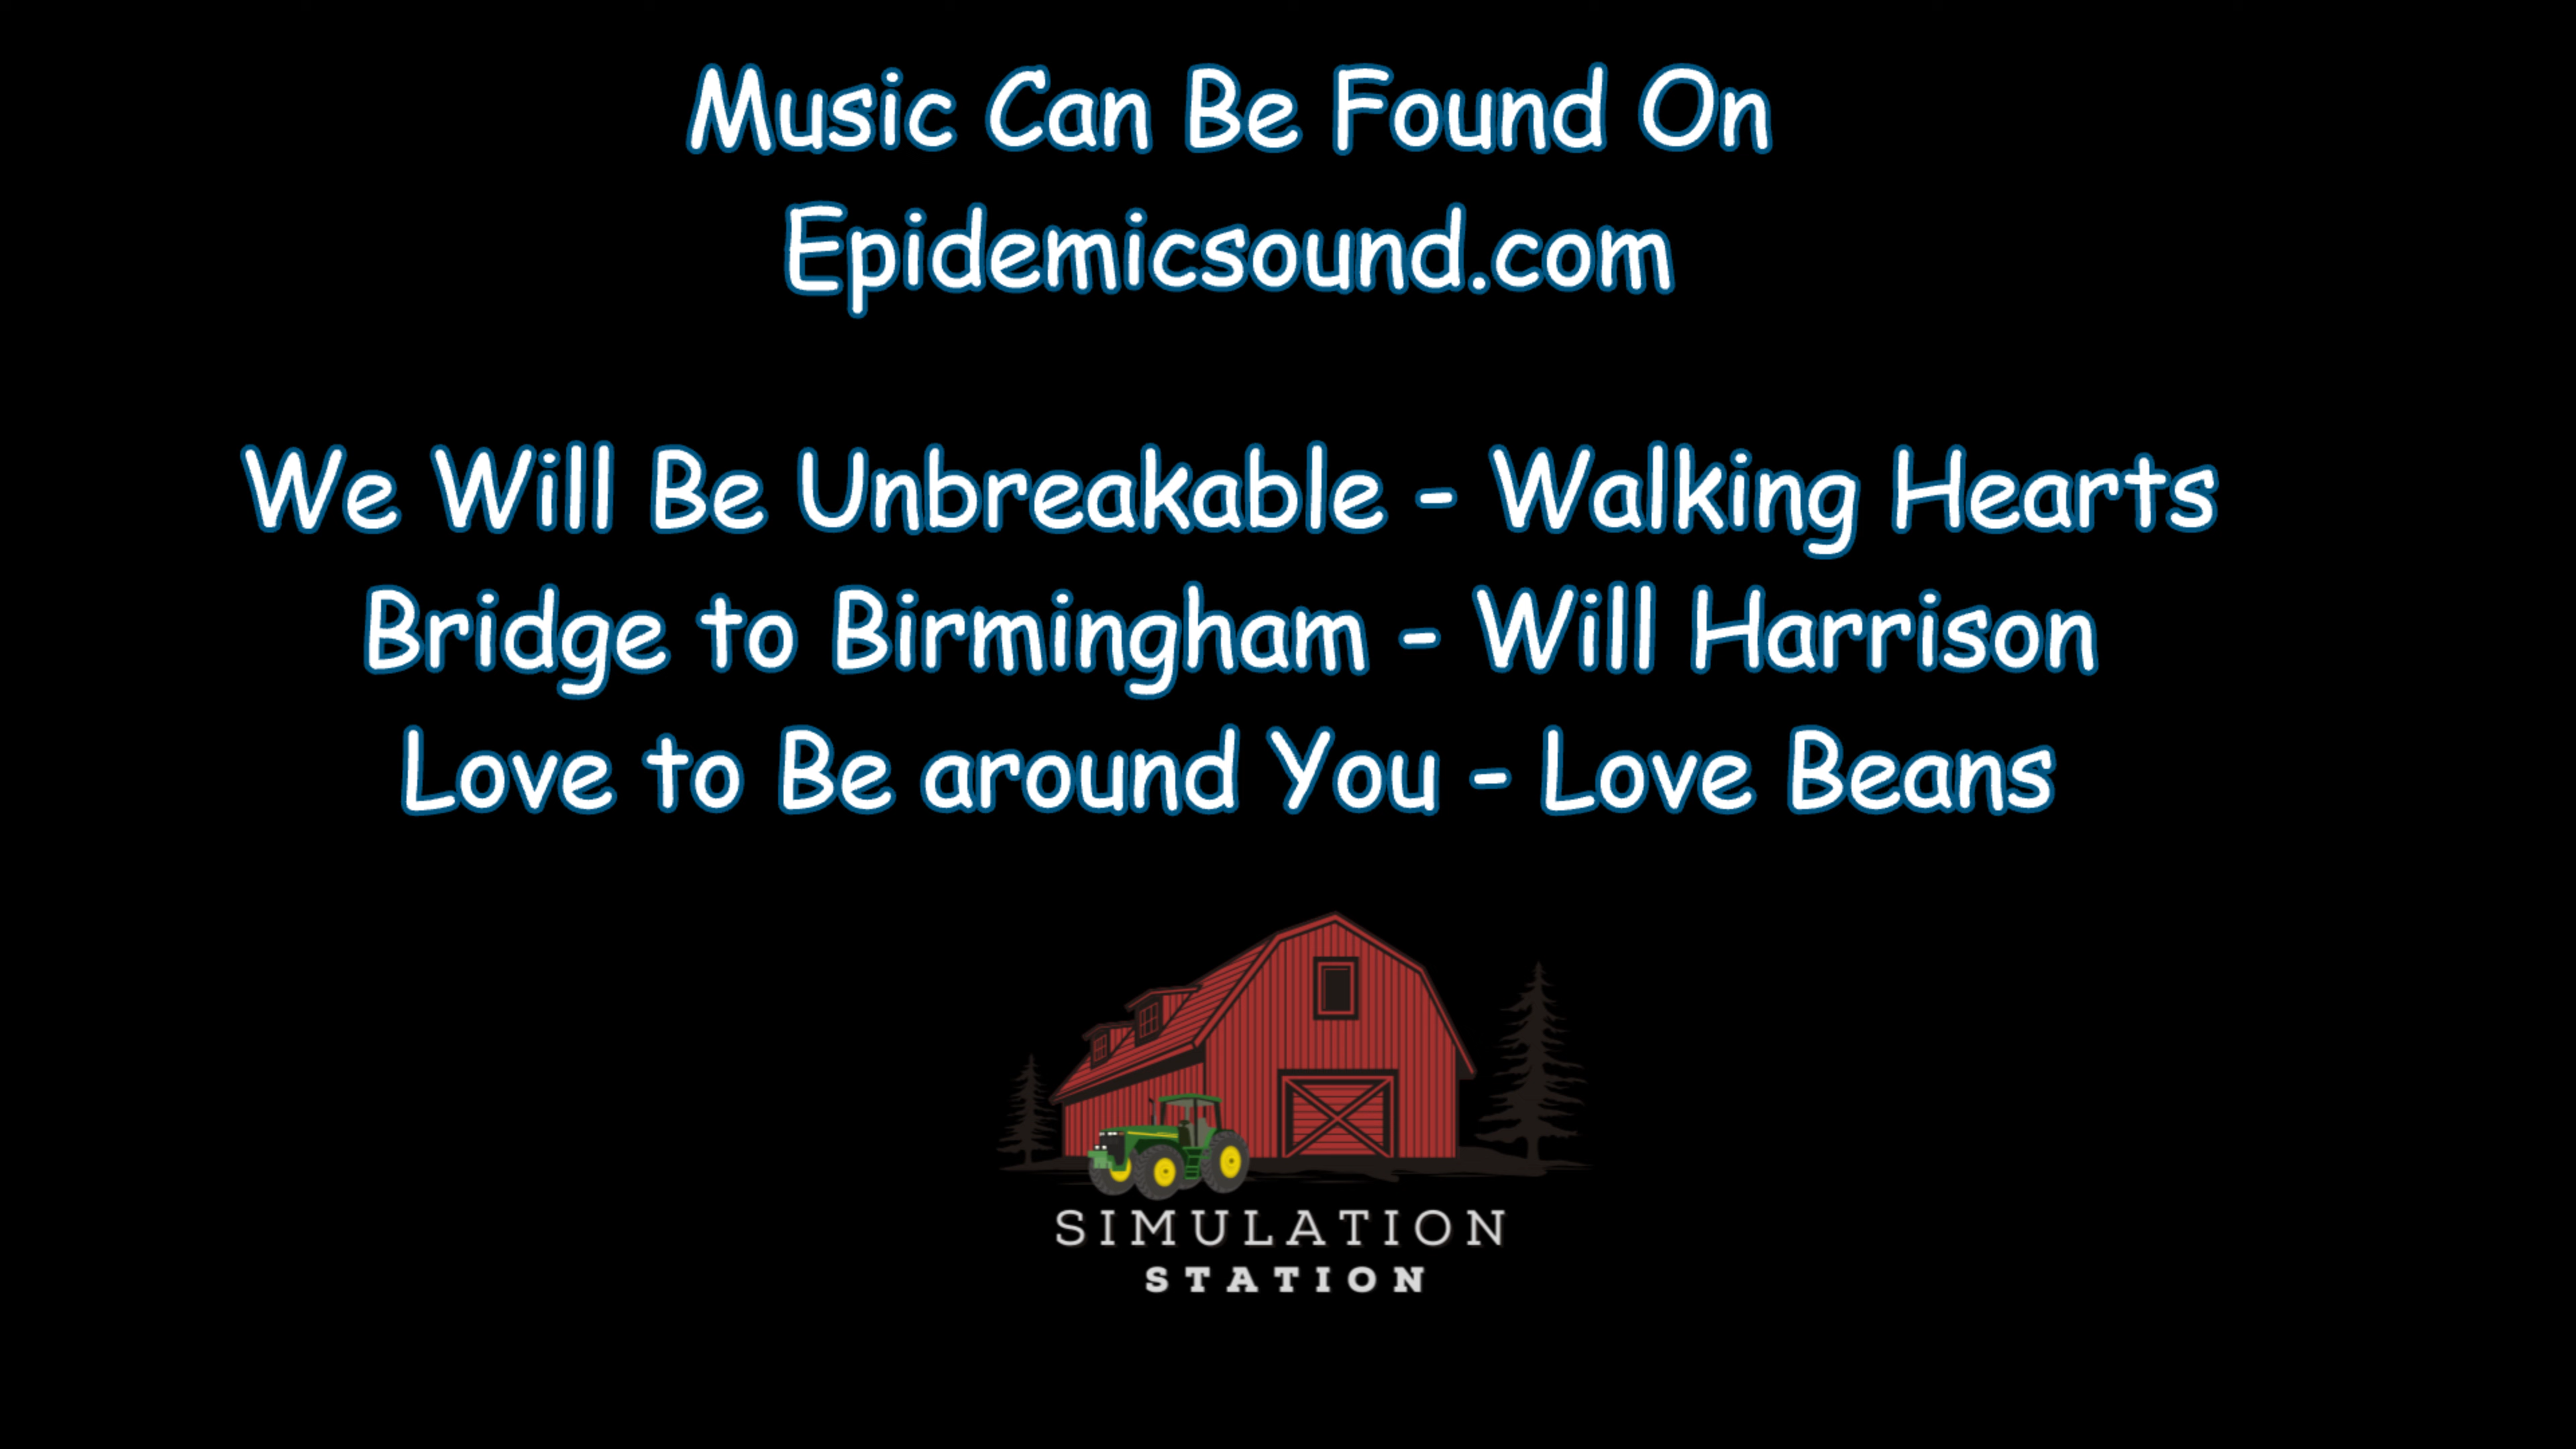 Music Can Be Found On
Epidemicsound.com
We Will Be Unbreakable - Walking Hearts
Bridge to Birmingham - Will Harrison
Love to Be around You - Love Beans
SIMULATION
STATION